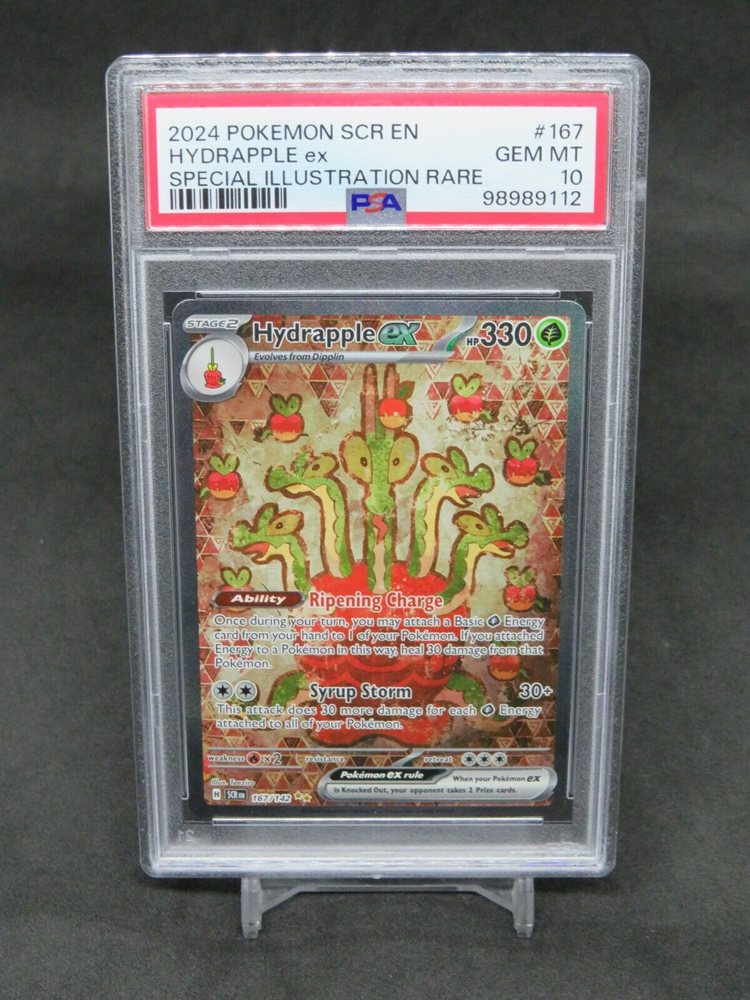 2024 POKEMON SCR EN #167
HYDRAPPLE ex GEM MT
SPECIAL ILLUSTRATION RARE 10
PSA 98989112
STAGE2 Hydrapple ex HP 330
Evolves from Dipplin
Ability Ripening Charge
Once during your turn, you may attach a Basic Energy
card from your hand to 1 of your Pokémon. If you attached
Energy to a Pokémon in this way, heal 30 damage from that
Pokémon.
Syrup Storm 30+
This attack does 30 more damage for each Energy
attached to all of your Pokémon.
weakness ×2 resistance retreat
Illus. Teeziro
Pokémon ex rule When your Pokémon ex
is Knocked Out, your opponent takes 2 Prize cards.
H SCR EN 167/142